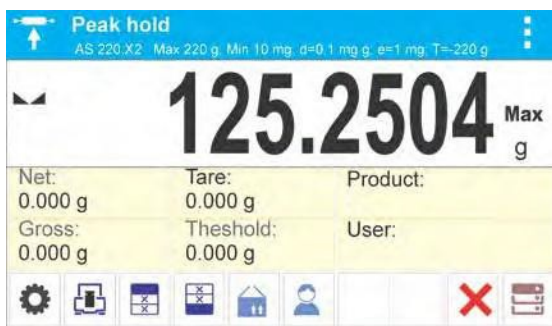 Peak hold
AS 220.X2 Max 220 g: Min 10 mg: d=0.1 mg g: e=1 mg: T=-220 g
125.2504 Max
g
Net: Tare: Product:
0.000 g 0.000 g
Gross: Theshold: User:
0.000 g 0.000 g